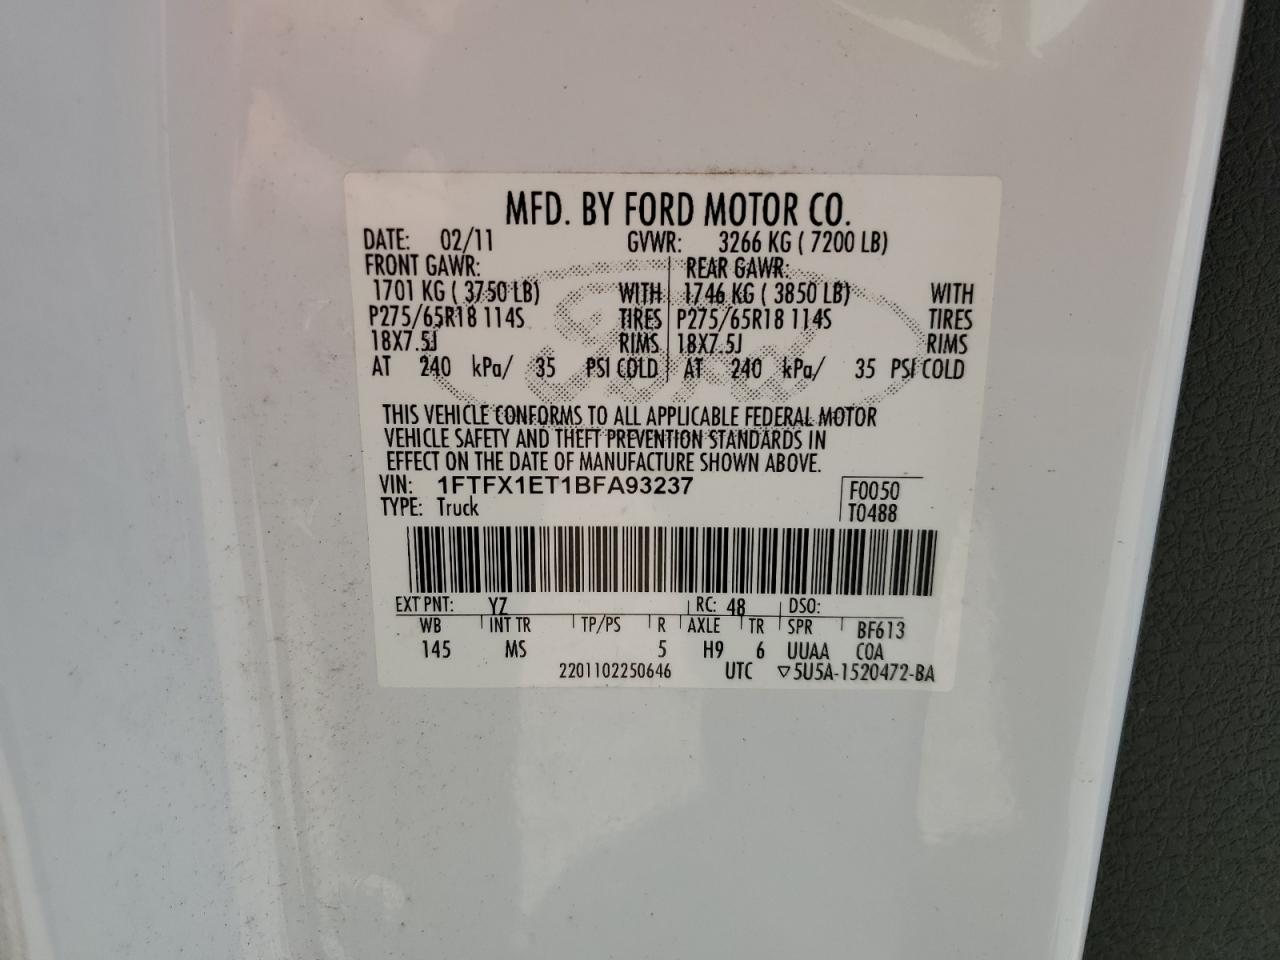 MFD. BY FORD MOTOR CO.
DATE: 02/11 GVWR: 3266 KG ( 7200 LB)
FRONT GAWR: REAR GAWR:
1701 KG ( 3750 LB) WITH 1746 KG ( 3850 LB) WITH
P275/65R18 114S TIRES P275/65R18 114S TIRES
18X7.5J RIMS 18X7.5J RIMS
AT 240 kPa/ 35 PSI COLD AT 240 kPa/ 35 PSI COLD
Ford
THIS VEHICLE CONFORMS TO ALL APPLICABLE FEDERAL MOTOR
VEHICLE SAFETY AND THEFT PREVENTION STANDARDS IN
EFFECT ON THE DATE OF MANUFACTURE SHOWN ABOVE.
VIN: 1FTFX1ET1BFA93237 F0050
TYPE: Truck T0488
EXT PNT: YZ RC: 48 DSO:
WB INT TR TP/PS R AXLE TR SPR BF613
145 MS 5 H9 6 UUAA COA
2201102250646 UTC ▽5U5A-1520472-BA